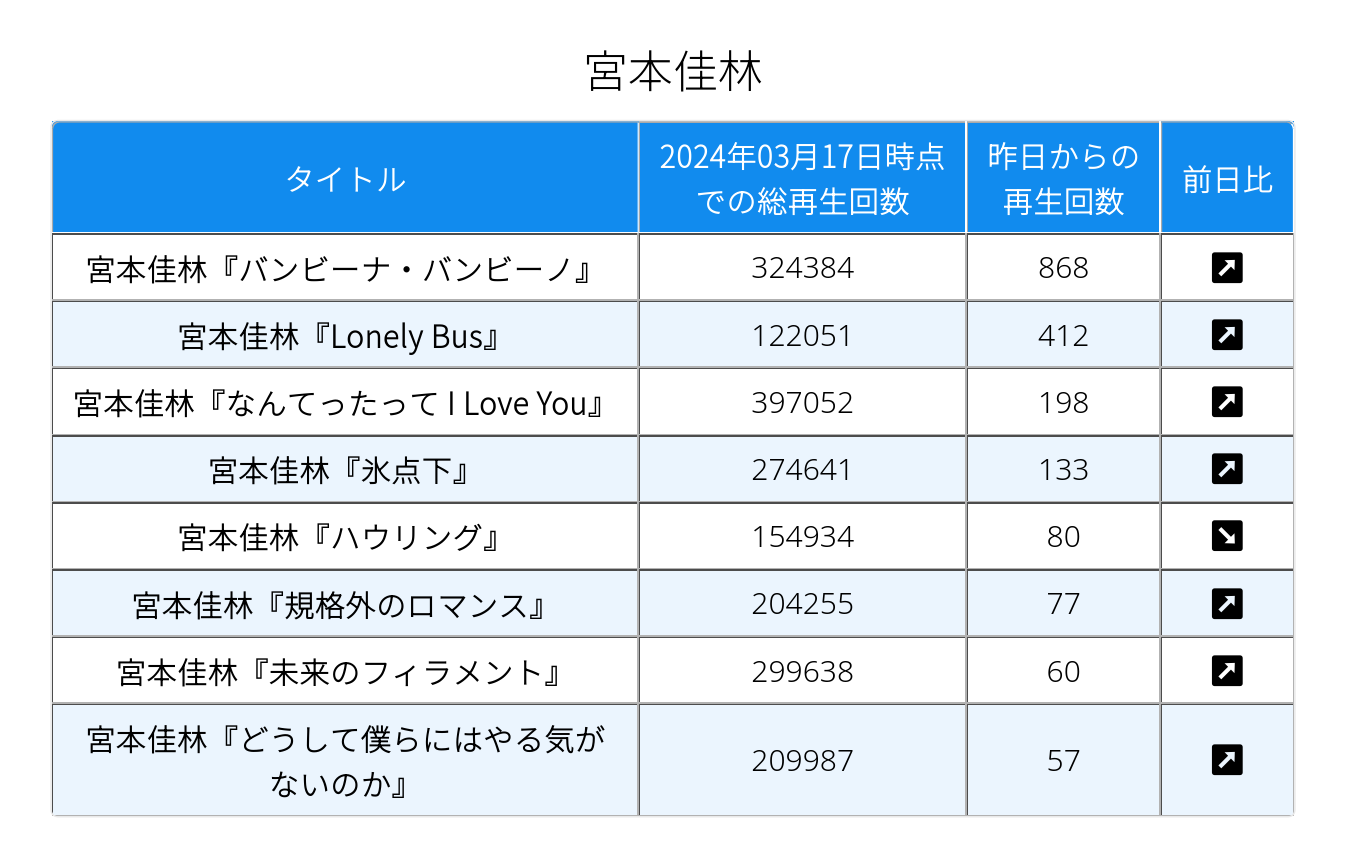 宮本佳林
タイトル
2024年03月17日時点
での総再生回数
昨日からの
再生回数
前日比
宮本佳林『バンビーナ・バンビーノ』 324384 868
宮本佳林『Lonely Bus』 122051 412
宮本佳林『なんてったって I Love You』 397052 198
宮本佳林『氷点下』 274641 133
宮本佳林『ハウリング』 154934 80
宮本佳林『規格外のロマンス』 204255 77
宮本佳林『未来のフィラメント』 299638 60
宮本佳林『どうして僕らにはやる気が
ないのか』 209987 57